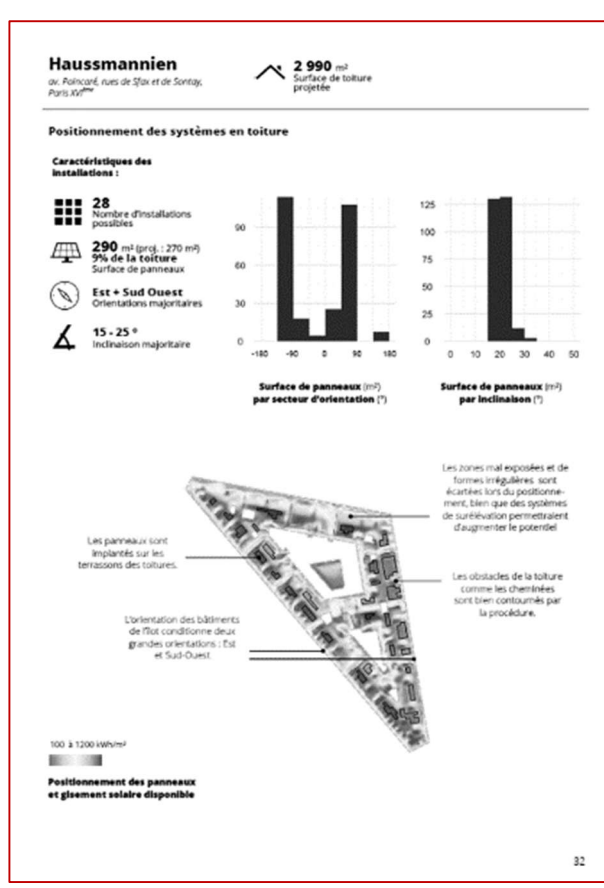 Haussmannien
av. Poincaré, rues de Sfax et de Sontay,
Paris XVIème
2 990 m²
Surface de toiture
projetée
Positionnement des systèmes en toiture
Caractéristiques des
installations :
28
Nombre d'installations
possibles
290 m² (proj. : 270 m²)
9% de la toiture
Surface de panneaux
Est + Sud Ouest
Orientations majoritaires
15 - 25 °
Inclinaison majoritaire
90
60
30
0
-180 -90 0 90 180
Surface de panneaux (m²)
par secteur d'orientation (°)
125
100
75
50
25
0
0 10 20 30 40 50
Surface de panneaux (m²)
par inclinaison (°)
Les zones mal exposées et de
formes irrégulières sont
écartées lors du positionne-
ment, bien que des systèmes
de surélévation permettraient
d'augmenter le potentiel
Les panneaux sont
implantés sur les
terrassons des toitures.
Les obstacles de la toiture
comme les cheminées
sont bien contournés par
la procédure.
L'orientation des bâtiments
de l'îlot conditionne deux
grandes orientations : Est
et Sud-Ouest
100 à 1200 kWh/m²
Positionnement des panneaux
et gisement solaire disponible
32